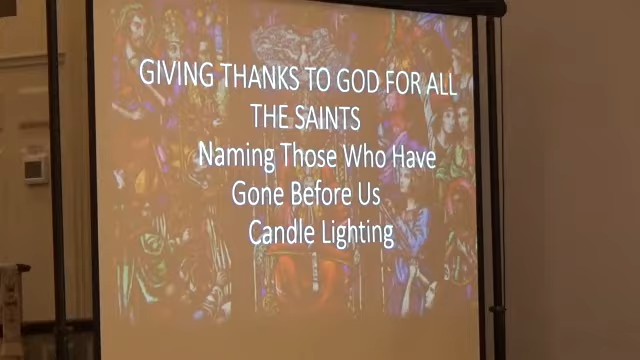 GIVING THANKS TO GOD FOR ALL
THE SAINTS
Naming Those Who Have
Gone Before Us
Candle Lighting